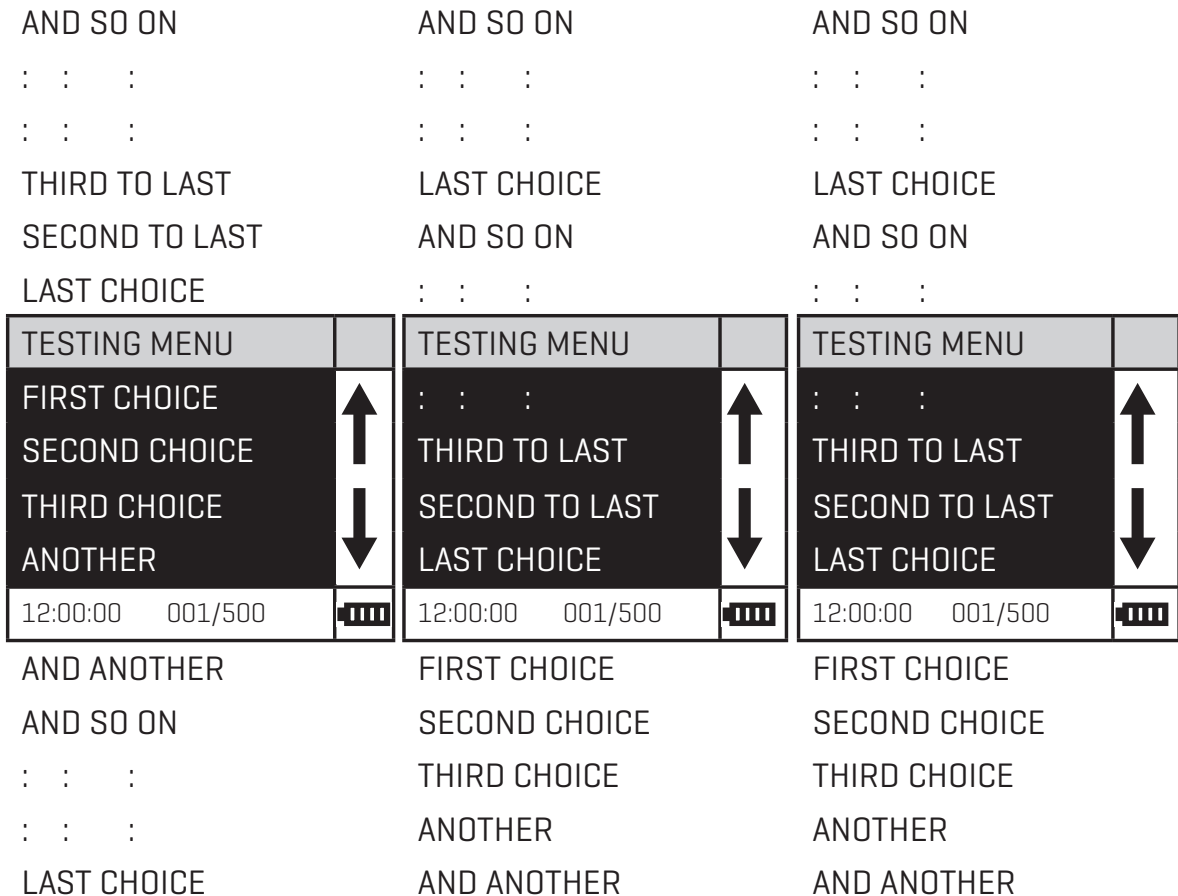 AND SO ON AND SO ON AND SO ON
: : : : : : : : :
: : : : : : : : :
THIRD TO LAST LAST CHOICE LAST CHOICE
SECOND TO LAST AND SO ON AND SO ON
LAST CHOICE : : : : : :
TESTING MENU TESTING MENU TESTING MENU
FIRST CHOICE : : : : : :
SECOND CHOICE THIRD TO LAST THIRD TO LAST
THIRD CHOICE SECOND TO LAST SECOND TO LAST
ANOTHER LAST CHOICE LAST CHOICE
12:00:00 001/500 12:00:00 001/500 12:00:00 001/500
AND ANOTHER FIRST CHOICE FIRST CHOICE
AND SO ON SECOND CHOICE SECOND CHOICE
: : : THIRD CHOICE THIRD CHOICE
: : : ANOTHER ANOTHER
LAST CHOICE AND ANOTHER AND ANOTHER